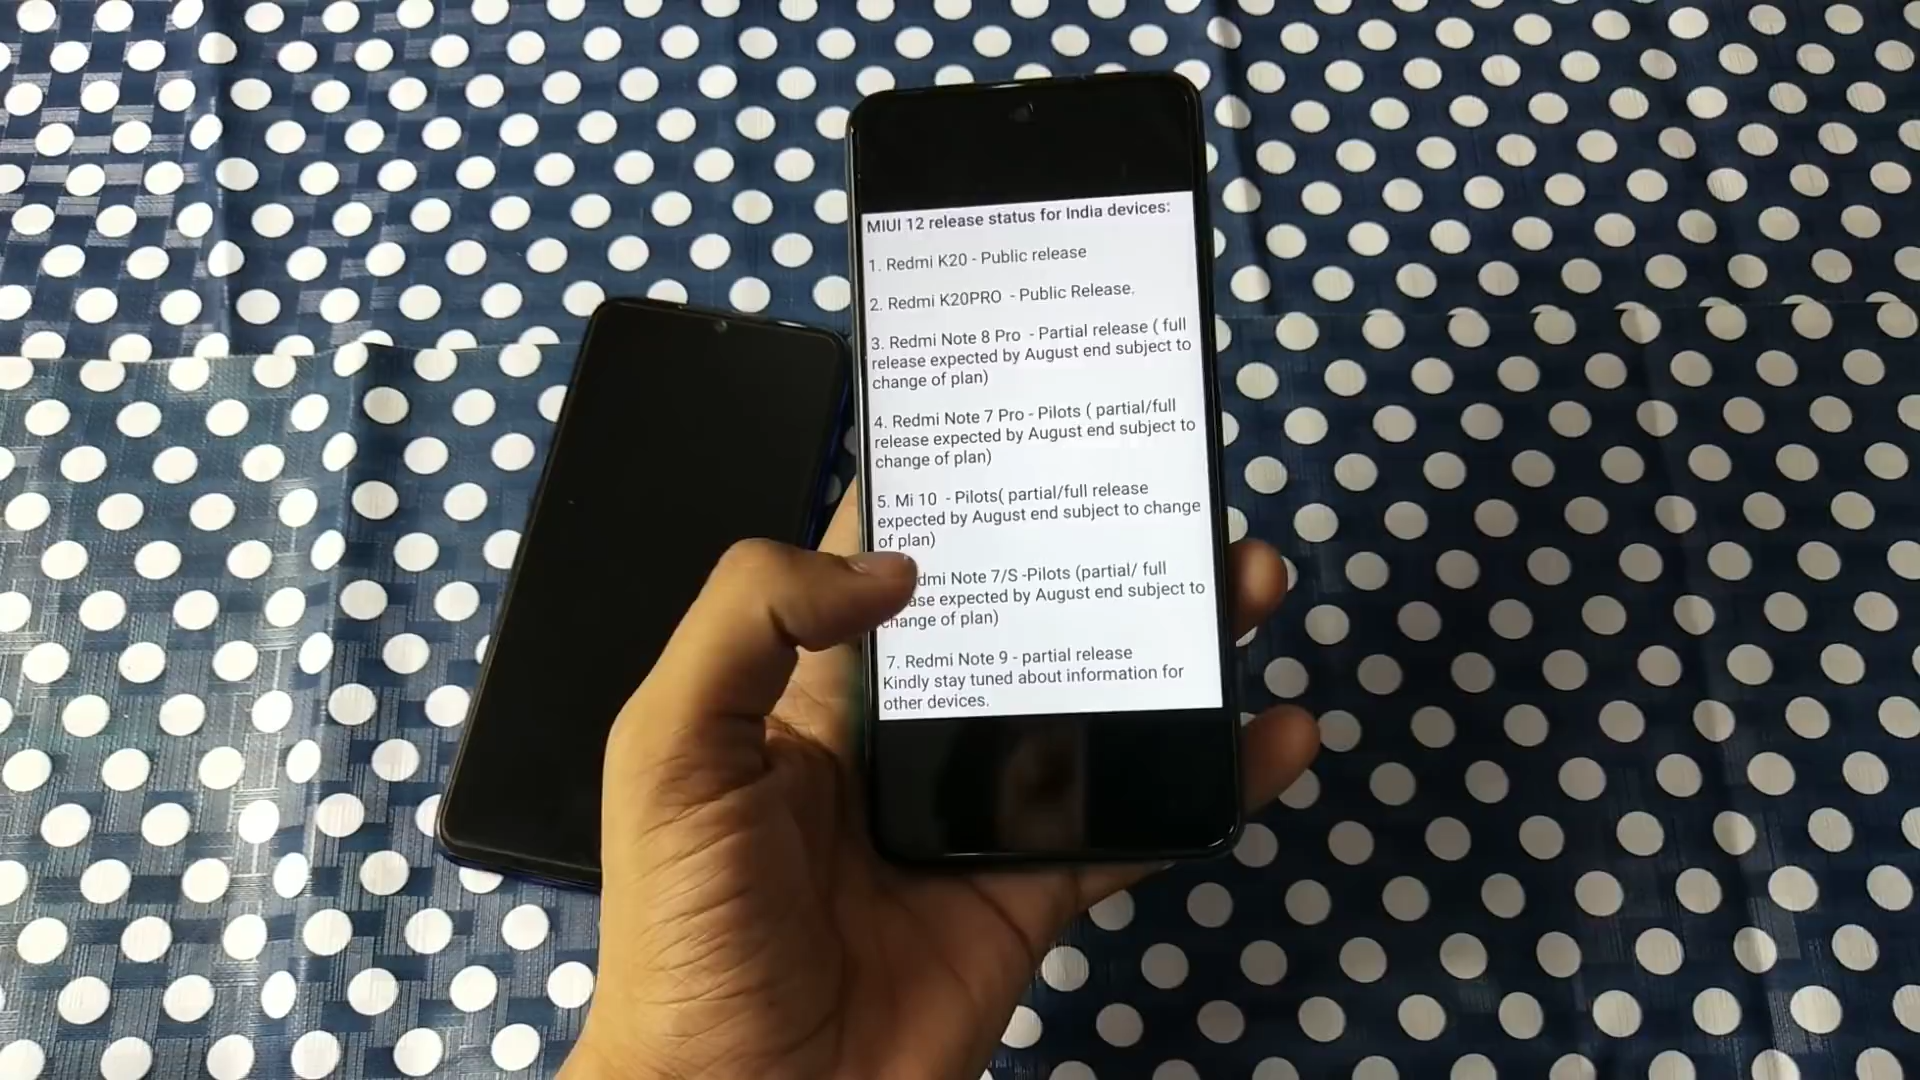 MIUI 12 release status for India devices:
1. Redmi K20 - Public release
2. Redmi K20PRO - Public Release.
3. Redmi Note 8 Pro - Partial release ( full
release expected by August end subject to
change of plan)
4. Redmi Note 7 Pro - Pilots ( partial/full
release expected by August end subject to
change of plan)
5. Mi 10 - Pilots( partial/full release
expected by August end subject to change
of plan)
dmi Note 7/S -Pilots (partial/ full
ase expected by August end subject to
change of plan)
7. Redmi Note 9 - partial release
Kindly stay tuned about information for
other devices.